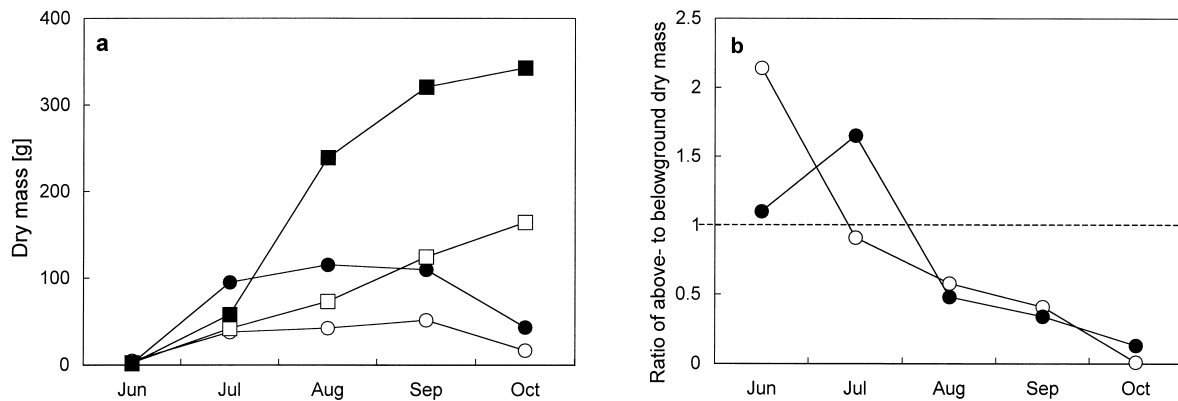 a
Dry mass [g]
400
300
200
100
0
Jun Jul Aug Sep Oct
b
Ratio of above- to belowground dry mass
2.5
2
1.5
1
0.5
0
Jun Jul Aug Sep Oct